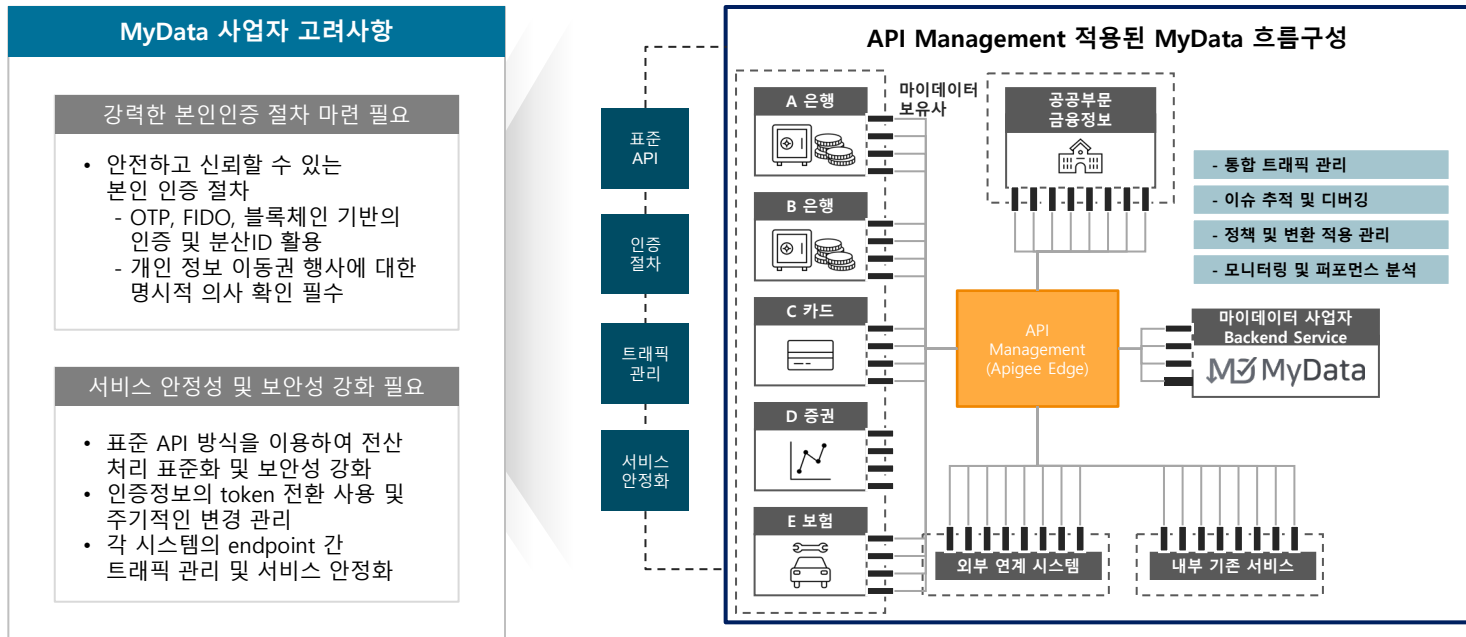 MyData 사업자 고려사항
강력한 본인인증 절차 마련 필요
• 안전하고 신뢰할 수 있는
본인 인증 절차
- OTP, FIDO, 블록체인 기반의
인증 및 분산ID 활용
- 개인 정보 이동권 행사에 대한
명시적 의사 확인 필수
서비스 안정성 및 보안성 강화 필요
• 표준 API 방식을 이용하여 전산
처리 표준화 및 보안성 강화
• 인증정보의 token 전환 사용 및
주기적인 변경 관리
• 각 시스템의 endpoint 간
트래픽 관리 및 서비스 안정화
표준
API
인증
절차
트래픽
관리
서비스
안정화
API Management 적용된 MyData 흐름구성
마이데이터
보유사
A 은행
B 은행
C 카드
D 증권
E 보험
공공부문
금융정보
- 통합 트래픽 관리
- 이슈 추적 및 디버깅
- 정책 및 변환 적용 관리
- 모니터링 및 퍼포먼스 분석
API
Management
(Apigee Edge)
마이데이터 사업자
Backend Service
MyData
외부 연계 시스템
내부 기존 서비스